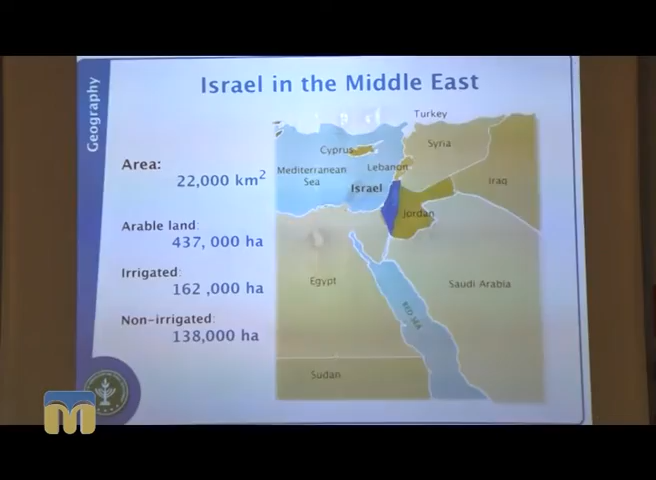 Geography
Israel in the Middle East
Area:
22,000 km²
Arable land:
437, 000 ha
Irrigated:
162 ,000 ha
Non-irrigated:
138,000 ha
Turkey
Cyprus
Syria
Mediterranean
Sea
Lebanon
Israel
Iraq
Jordan
Egypt
Saudi Arabia
RED SEA
Sudan
M